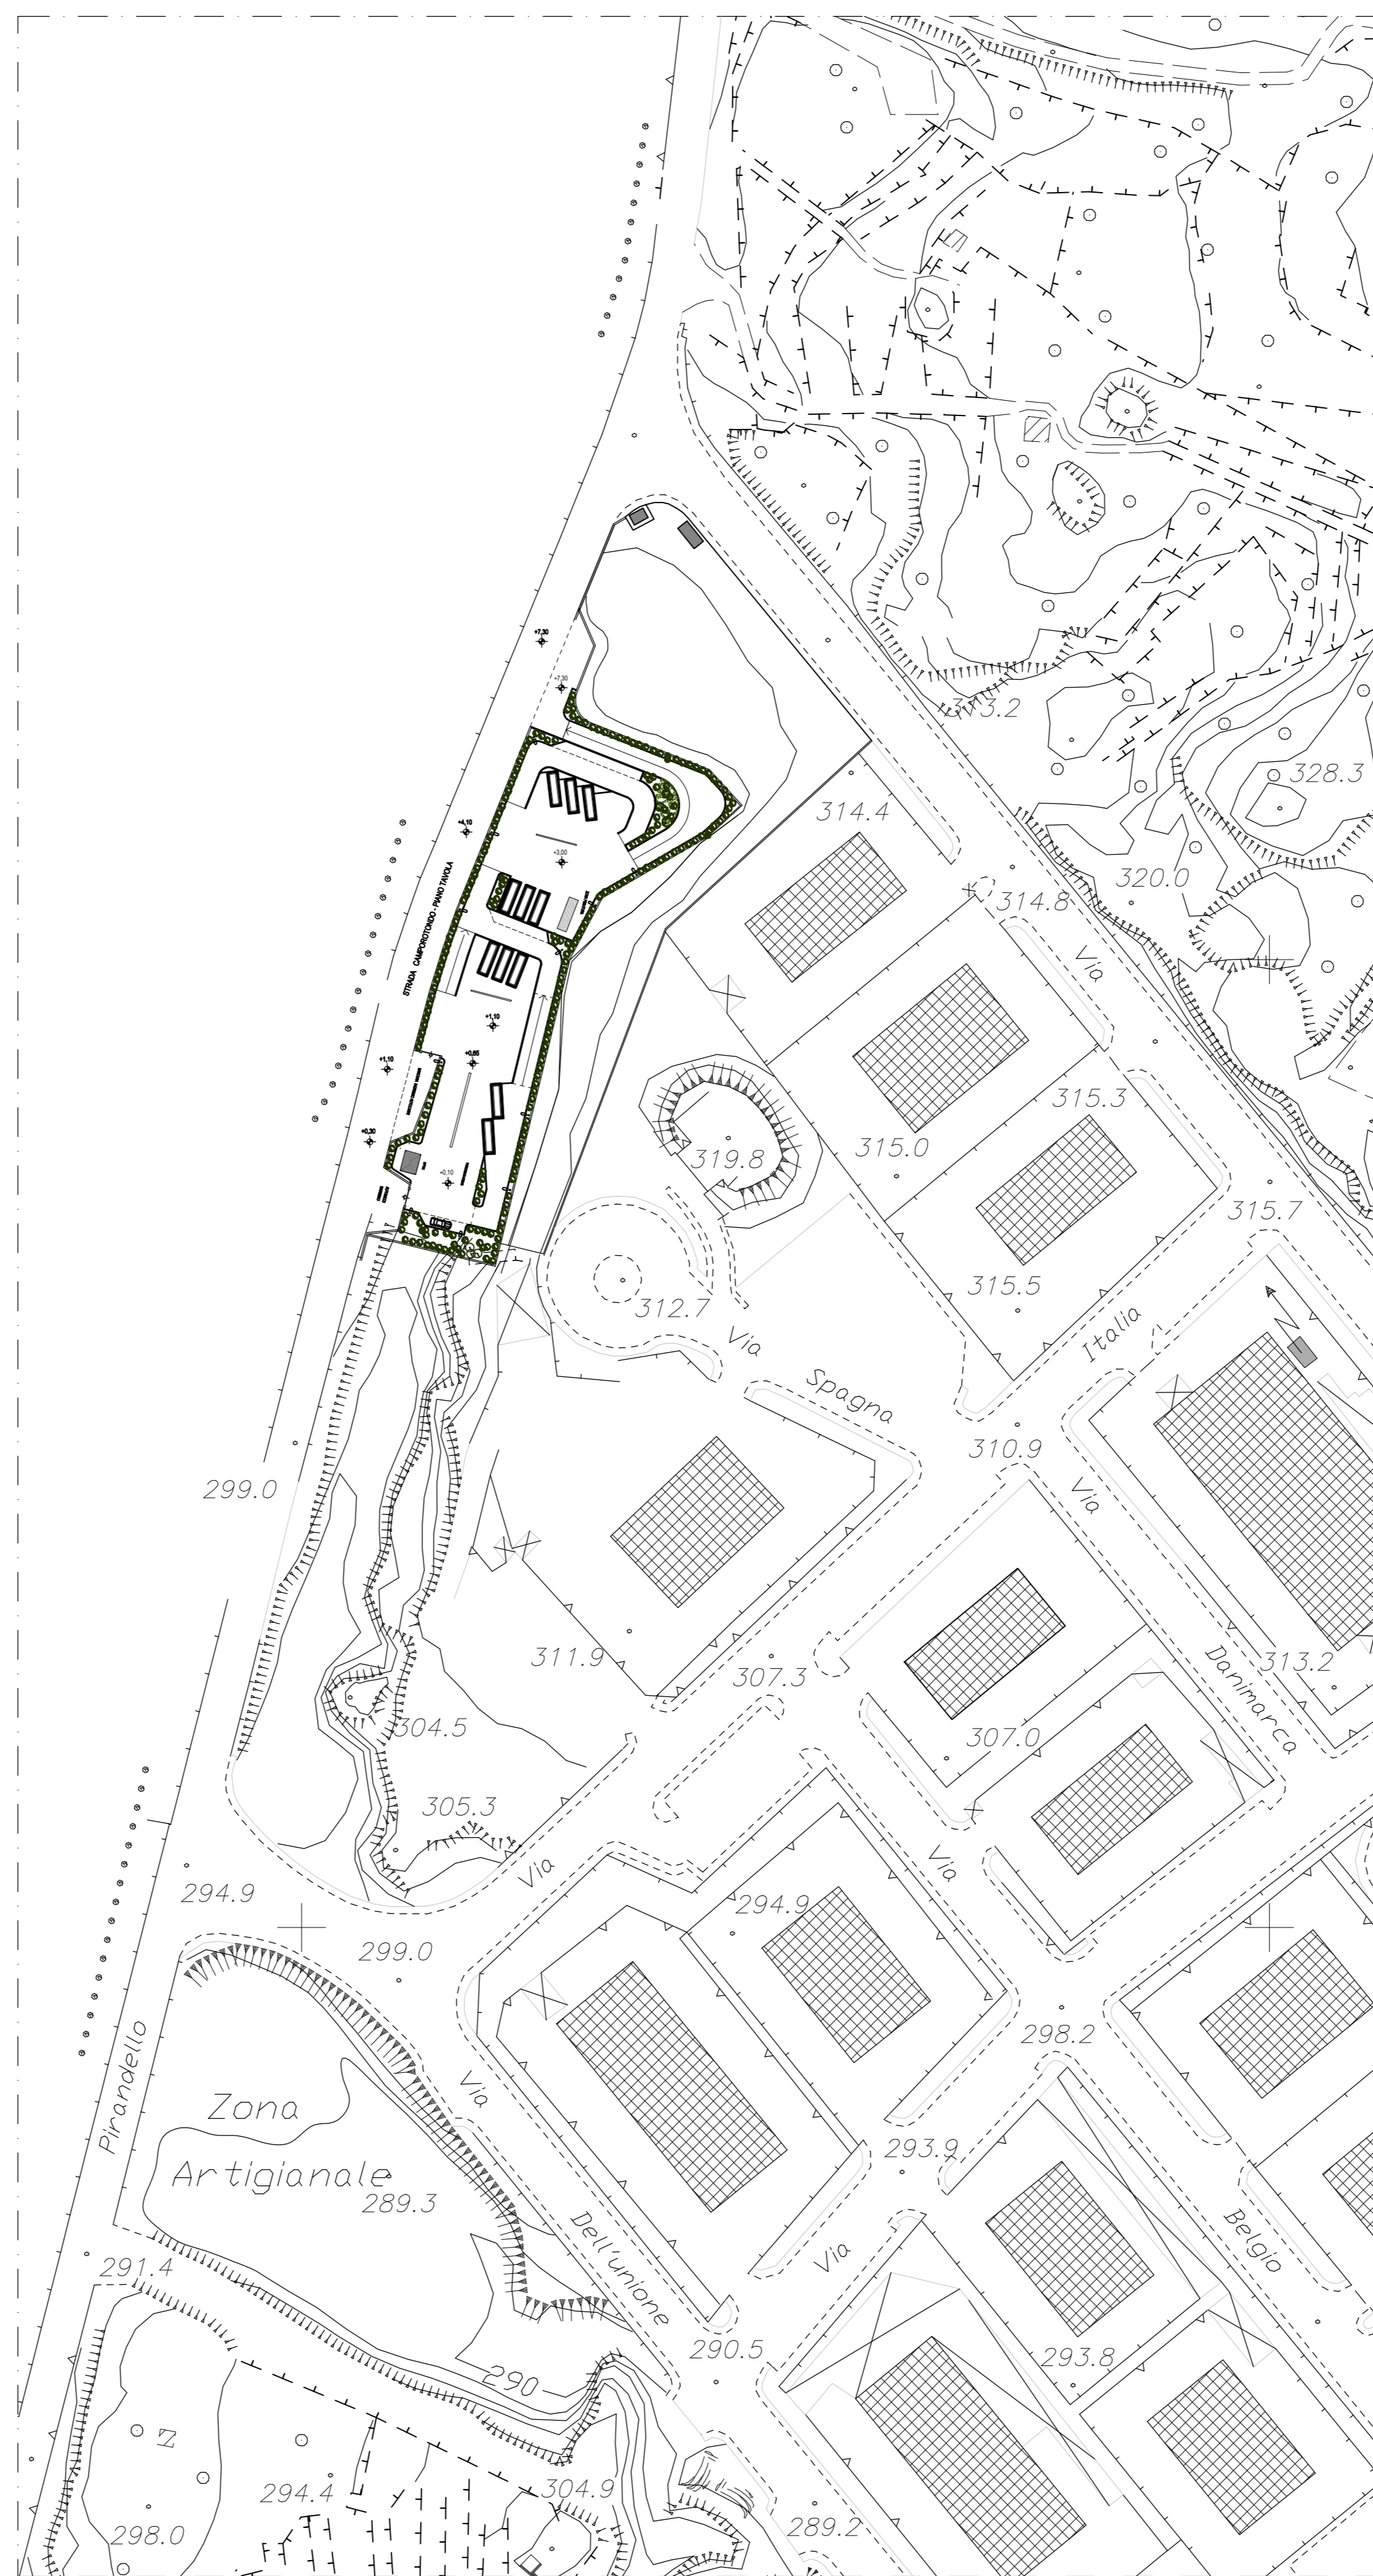 +7,30
+7,30
373.2
328.3
314.4
+4,10
+3,00
STRADA CAMPOROTONDO - PIANO TAVOLA
320.0
314.8
Via
+1,10
+1,10
+0,65
315.3
+0,30
315.0
319.8
+0,10
315.7
315.5
312.7
Via
Spagna
Italia
N
310.9
299.0
Via
311.9
307.3
Danimarca
313.2
304.5
307.0
305.3
Via
Via
294.9
294.9
299.0
298.2
Pirandello
Via
Zona
Artigianale
289.3
293.9
Dell'unione
Via
Belgio
291.4
290.5
290
293.8
294.4
304.9
298.0
289.2